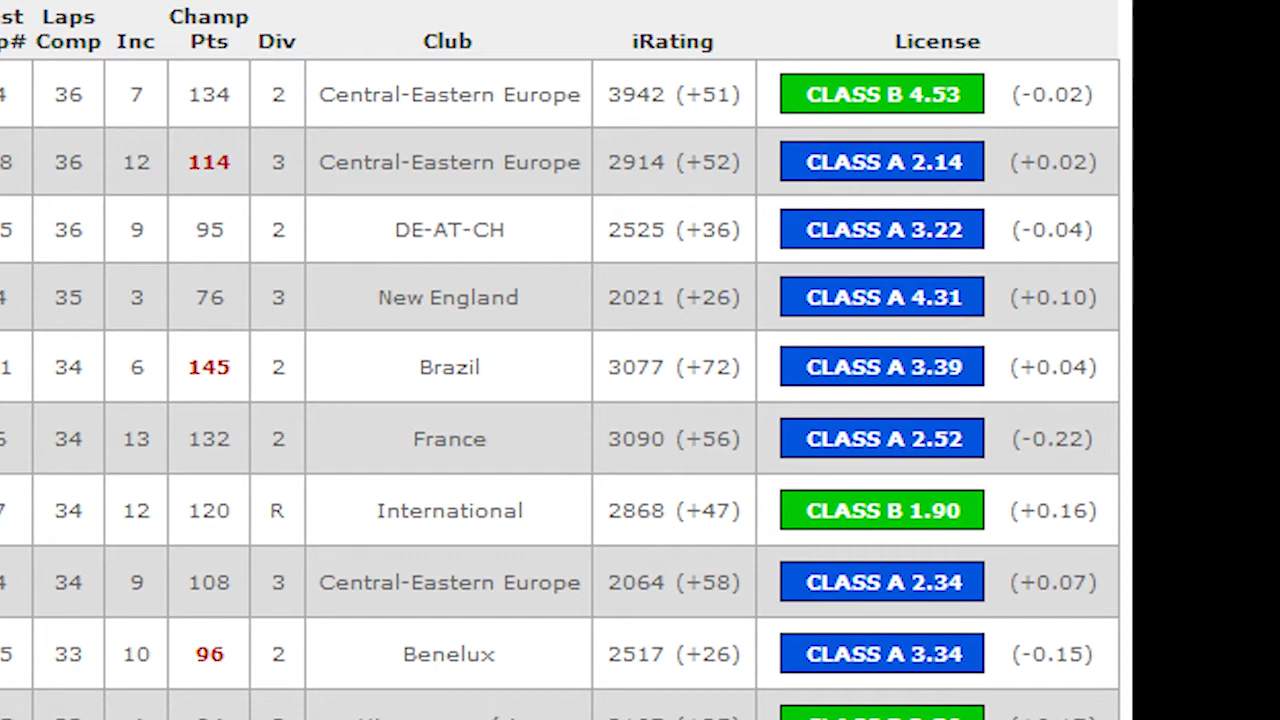 st Laps Champ
p# Comp Inc Pts Div Club iRating License
4 36 7 134 2 Central-Eastern Europe 3942 (+51) CLASS B 4.53 (-0.02)
8 36 12 114 3 Central-Eastern Europe 2914 (+52) CLASS A 2.14 (+0.02)
5 36 9 95 2 DE-AT-CH 2525 (+36) CLASS A 3.22 (-0.04)
4 35 3 76 3 New England 2021 (+26) CLASS A 4.31 (+0.10)
1 34 6 145 2 Brazil 3077 (+72) CLASS A 3.39 (+0.04)
34 13 132 2 France 3090 (+56) CLASS A 2.52 (-0.22)
7 34 12 120 R International 2868 (+47) CLASS B 1.90 (+0.16)
4 34 9 108 3 Central-Eastern Europe 2064 (+58) CLASS A 2.34 (+0.07)
5 33 10 96 2 Benelux 2517 (+26) CLASS A 3.34 (-0.15)